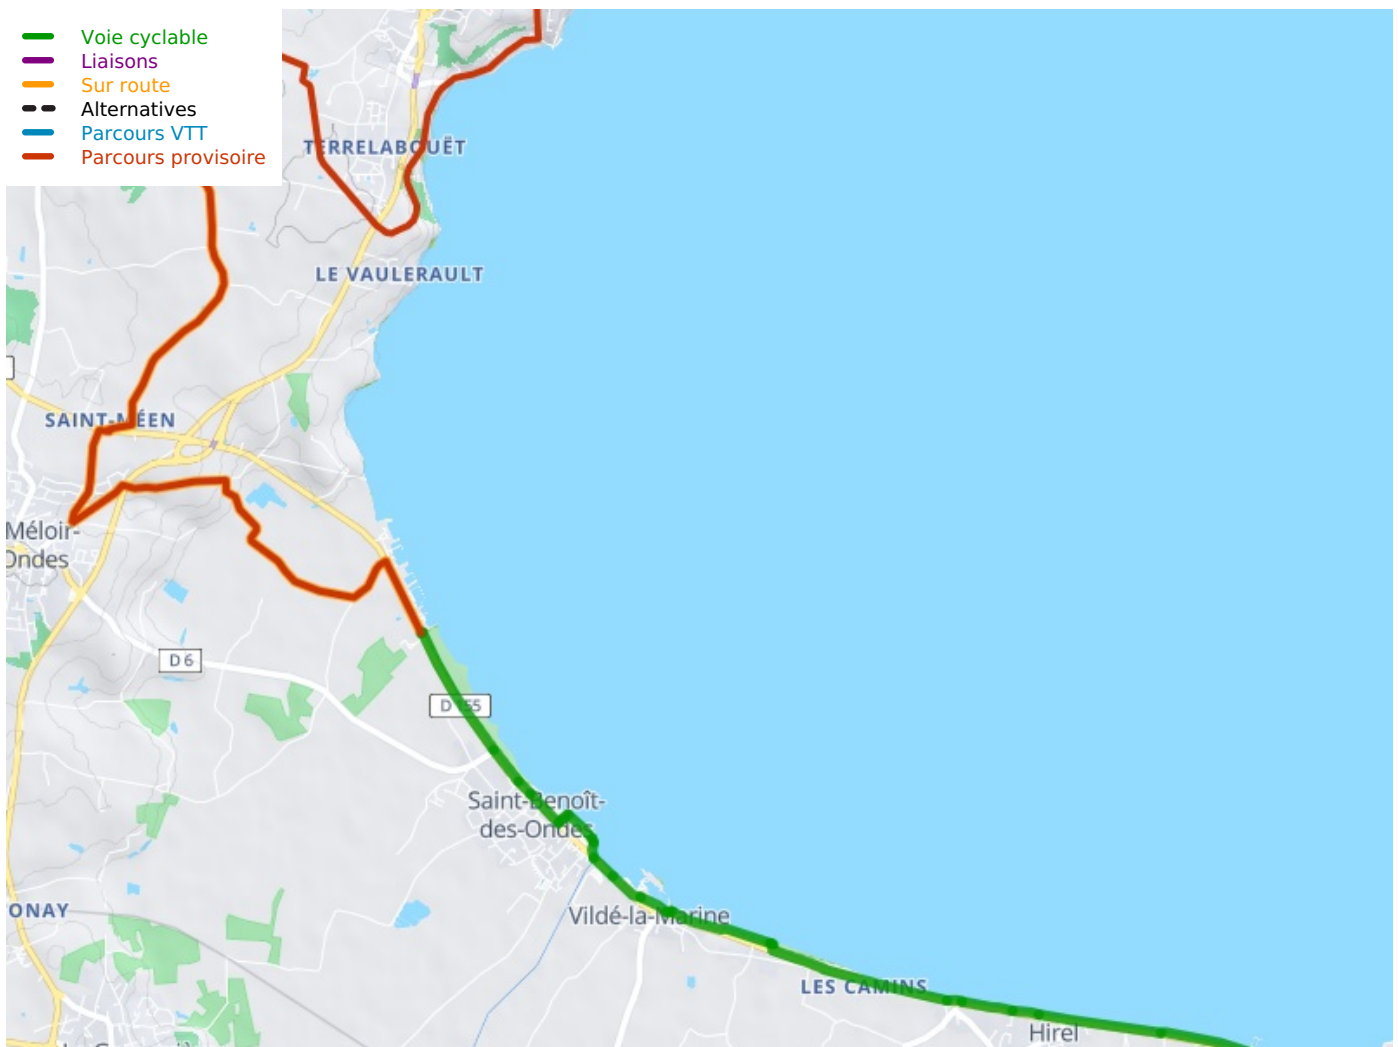 Voie cyclable
Liaisons
Sur route
Alternatives
Parcours VTT
Parcours provisoire
TERRELABOUËT
LE VAULERAULT
SAINT-MÉEN
Méloir-
Ondes
D 6
Saint-Benoît-
des-Ondes
ONAY
Vildé-la-Marine
LES CAMINS
Hirel